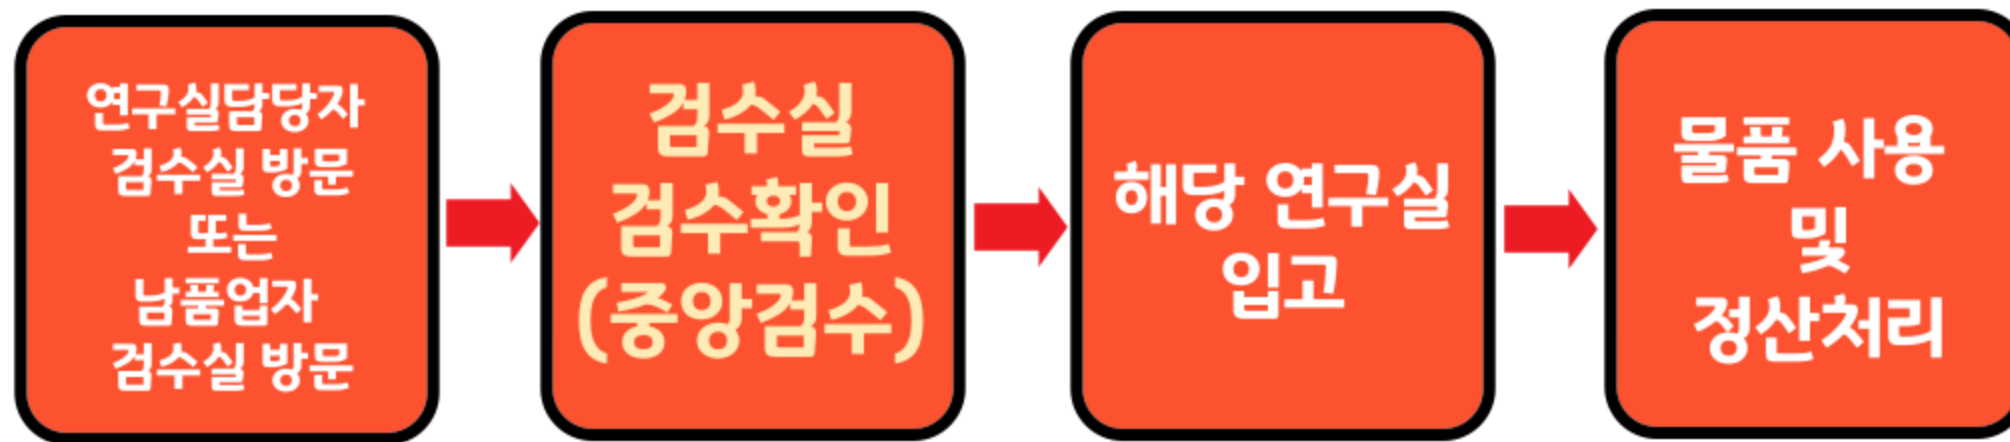 연구실담당자
검수실 방문
또는
남품업자
검수실 방문
검수실
검수확인
(중앙검수)
해당 연구실
입고
물품 사용
및
정산처리